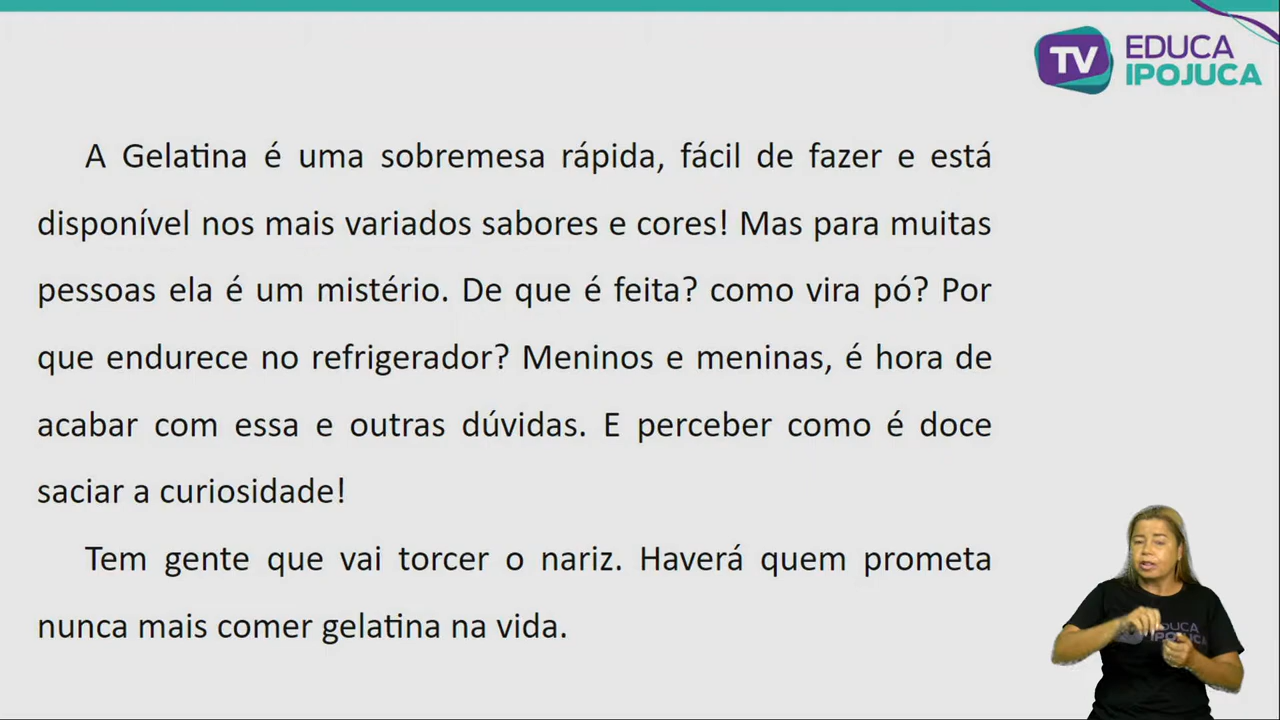 TV EDUCA
IPOJUCA
A Gelatina é uma sobremesa rápida, fácil de fazer e está
disponível nos mais variados sabores e cores! Mas para muitas
pessoas ela é um mistério. De que é feita? como vira pó? Por
que endurece no refrigerador? Meninos e meninas, é hora de
acabar com essa e outras dúvidas. E perceber como é doce
saciar a curiosidade!
Tem gente que vai torcer o nariz. Haverá quem prometa
nunca mais comer gelatina na vida.